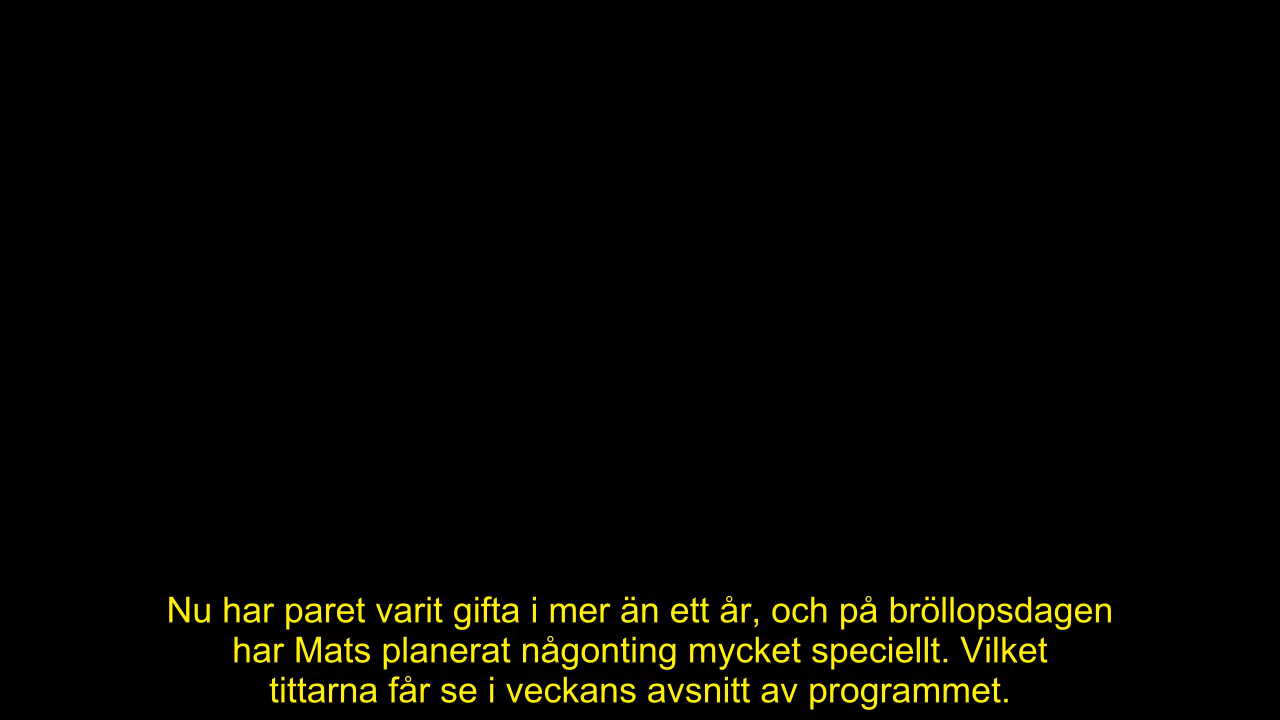 Nu har paret varit gifta i mer än ett år, och på bröllopsdagen
har Mats planerat någonting mycket speciellt. Vilket
tittarna får se i veckans avsnitt av programmet.